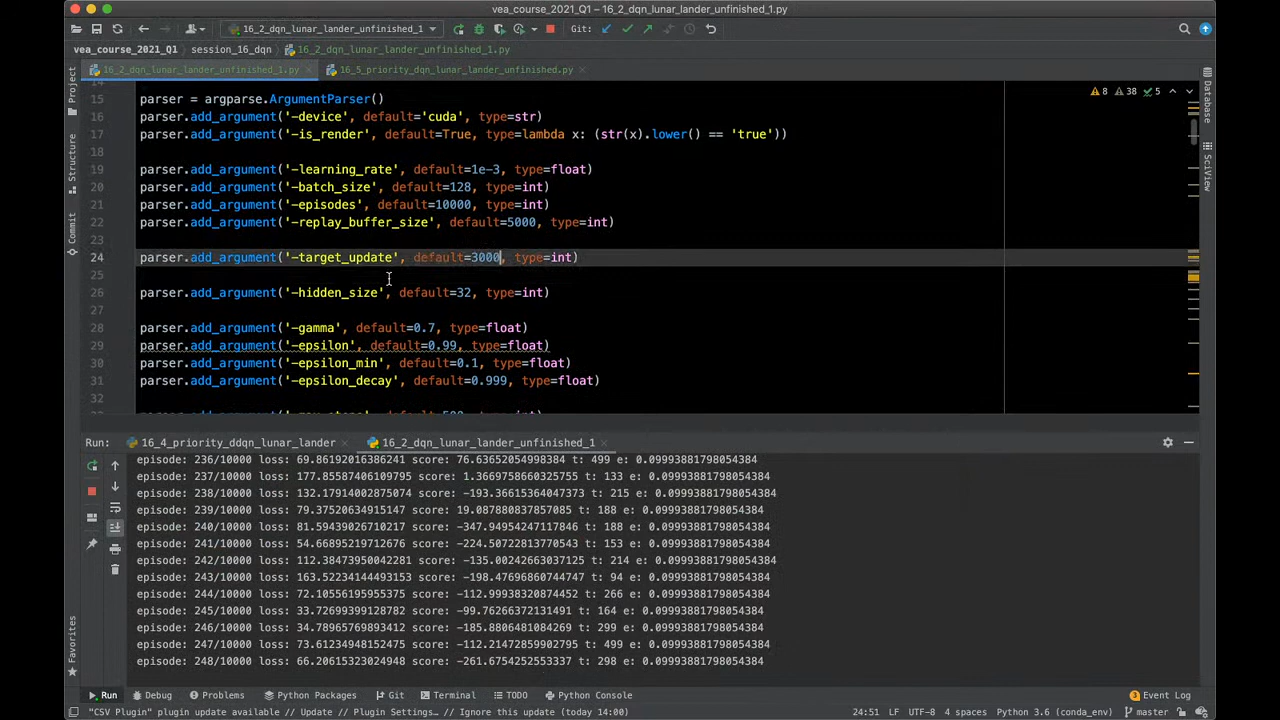 vea_course_2021_Q1 – 16_2_dqn_lunar_lander_unfinished_1.py
16_2_dqn_lunar_lander_unfinished_1
Git:
vea_course_2021_Q1 session_16_dqn 16_2_dqn_lunar_lander_unfinished_1.py
16_2_dqn_lunar_lander_unfinished_1.py 16_5_priority_dqn_lunar_lander_unfinished.py
Project
Structure
Commit
Favorites
Database
SciView
8 38 5
14
15 parser = argparse.ArgumentParser()
16 parser.add_argument('-device', default='cuda', type=str)
17 parser.add_argument('-is_render', default=True, type=lambda x: (str(x).lower() == 'true'))
18
19 parser.add_argument('-learning_rate', default=1e-3, type=float)
20 parser.add_argument('-batch_size', default=128, type=int)
21 parser.add_argument('-episodes', default=10000, type=int)
22 parser.add_argument('-replay_buffer_size', default=5000, type=int)
23
24 parser.add_argument('-target_update', default=3000, type=int)
25
26 parser.add_argument('-hidden_size', default=32, type=int)
27
28 parser.add_argument('-gamma', default=0.7, type=float)
29 parser.add_argument('-epsilon', default=0.99, type=float)
30 parser.add_argument('-epsilon_min', default=0.1, type=float)
31 parser.add_argument('-epsilon_decay', default=0.999, type=float)
32
Run: 16_4_priority_ddqn_lunar_lander 16_2_dqn_lunar_lander_unfinished_1
episode: 236/10000 loss: 69.86192016386241 score: 76.63652054998384 t: 499 e: 0.09993881798054384
episode: 237/10000 loss: 177.85587406109795 score: 1.3669758660325755 t: 133 e: 0.09993881798054384
episode: 238/10000 loss: 132.17914002875074 score: -193.36615364047373 t: 215 e: 0.09993881798054384
episode: 239/10000 loss: 79.37520634915147 score: 19.087880837857085 t: 188 e: 0.09993881798054384
episode: 240/10000 loss: 81.59439026710217 score: -347.94954247117846 t: 188 e: 0.09993881798054384
episode: 241/10000 loss: 54.66895219712676 score: -224.50722813770543 t: 153 e: 0.09993881798054384
episode: 242/10000 loss: 112.38473950042281 score: -135.00242663037125 t: 214 e: 0.09993881798054384
episode: 243/10000 loss: 163.52234144493153 score: -198.47696860744747 t: 94 e: 0.09993881798054384
episode: 244/10000 loss: 72.10556195955375 score: -112.99938320874452 t: 266 e: 0.09993881798054384
episode: 245/10000 loss: 33.72699399128782 score: -99.76266372131491 t: 164 e: 0.09993881798054384
episode: 246/10000 loss: 34.78965769893412 score: -185.8806481084269 t: 299 e: 0.09993881798054384
episode: 247/10000 loss: 73.61234948152475 score: -112.21472859902795 t: 499 e: 0.09993881798054384
episode: 248/10000 loss: 66.20615323024948 score: -261.6754252553337 t: 298 e: 0.09993881798054384
Run Debug Problems Python Packages Git Terminal TODO Python Console 3 Event Log
"CSV Plugin" plugin update available // Update // Plugin Settings... // Ignore this update (today 14:00) 24:51 LF UTF-8 4 spaces Python 3.6 (conda_env) master